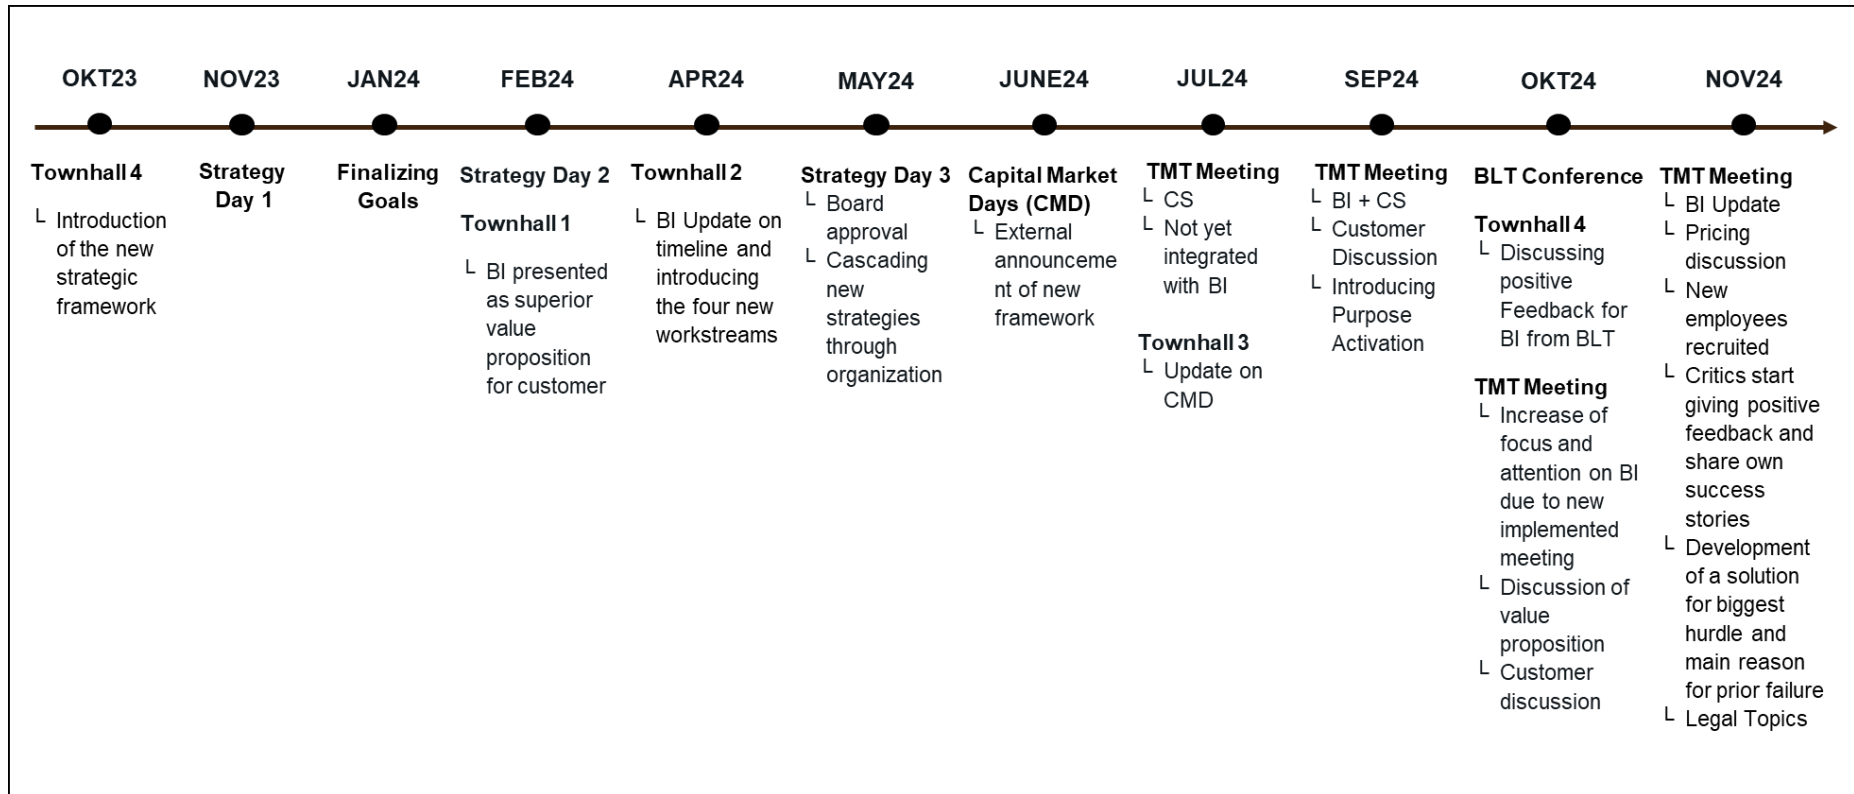 OKT23
NOV23
JAN24
FEB24
APR24
MAY24
JUNE24
JUL24
SEP24
OKT24
NOV24
Townhall 4
└ Introduction
of the new
strategic
framework
Strategy
Day 1
Finalizing
Goals
Strategy Day 2
Townhall 1
└ BI presented
as superior
value
proposition
for customer
Townhall 2
└ BI Update on
timeline and
introducing
the four new
workstreams
Strategy Day 3
└ Board
approval
└ Cascading
new
strategies
through
organization
Capital Market
Days (CMD)
└ External
announceme
nt of new
framework
TMT Meeting
└ CS
└ Not yet
integrated
with BI
Townhall 3
└ Update on
CMD
TMT Meeting
└ BI + CS
└ Customer
Discussion
└ Introducing
Purpose
Activation
BLT Conference
Townhall 4
└ Discussing
positive
Feedback for
BI from BLT
TMT Meeting
└ Increase of
focus and
attention on BI
due to new
implemented
meeting
└ Discussion of
value
proposition
└ Customer
discussion
TMT Meeting
└ BI Update
└ Pricing
discussion
└ New
employees
recruited
└ Critics start
giving positive
feedback and
share own
success
stories
└ Development
of a solution
for biggest
hurdle and
main reason
for prior failure
└ Legal Topics